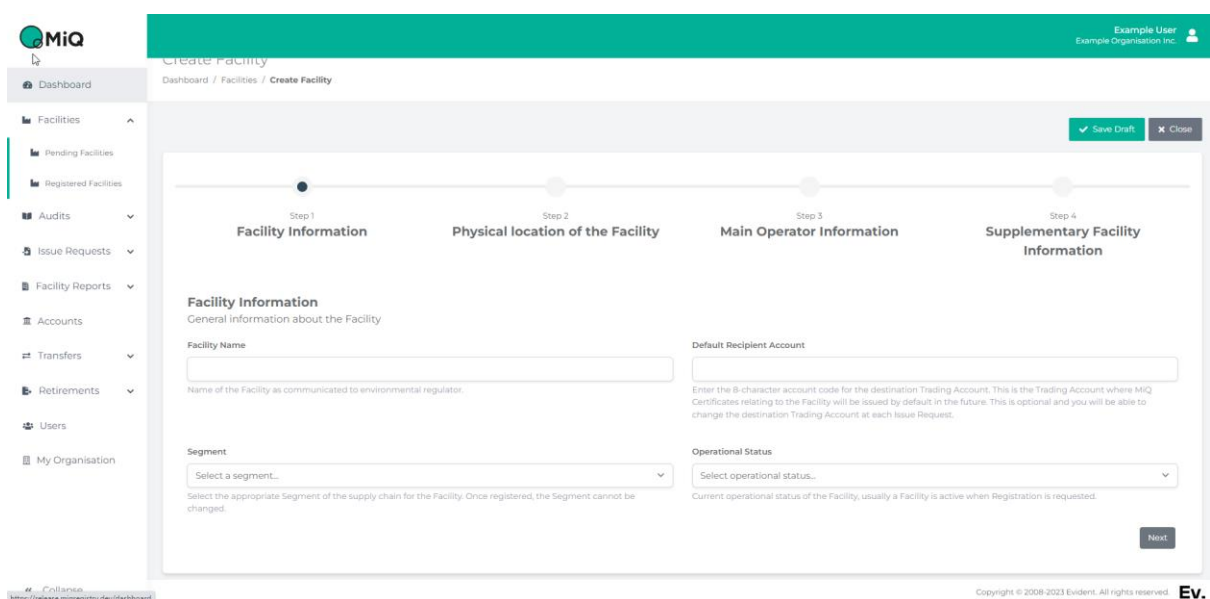 MiQ
Example User
Example Organisation Inc.
Create Facility
Dashboard / Facilities / Create Facility
Dashboard
Facilities
Pending Facilities
Registered Facilities
Audits
Issue Requests
Facility Reports
Accounts
Transfers
Retirements
Users
My Organisation
Collapse
Save Draft
Close
Step 1
Facility Information
Step 2
Physical location of the Facility
Step 3
Main Operator Information
Step 4
Supplementary Facility
Information
Facility Information
General information about the Facility
Facility Name
Name of the Facility as communicated to environmental regulator.
Default Recipient Account
Enter the 8-character account code for the destination Trading Account. This is the Trading Account where MiQ
Certificates relating to the Facility will be issued by default in the future. This is optional and you will be able to
change the destination Trading Account at each Issue Request.
Segment
Select a segment...
Select the appropriate Segment of the supply chain for the Facility. Once registered, the Segment cannot be
changed.
Operational Status
Select operational status...
Current operational status of the Facility, usually a Facility is active when Registration is requested.
Next
Copyright © 2008-2023 Evident. All rights reserved.
Ev.